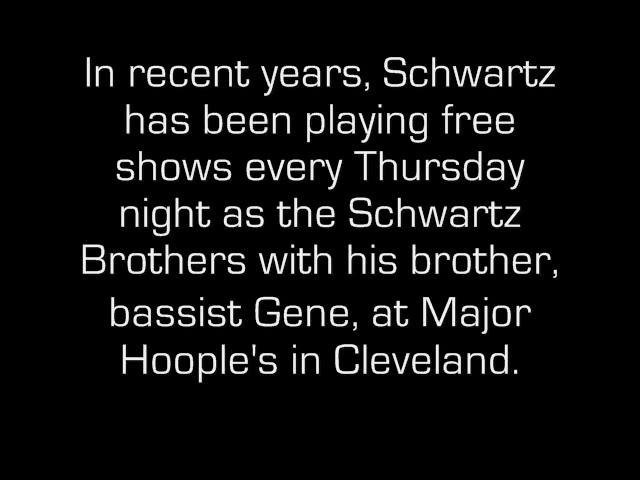 In recent years, Schwartz
has been playing free
shows every Thursday
night as the Schwartz
Brothers with his brother,
bassist Gene, at Major
Hoople's in Cleveland.